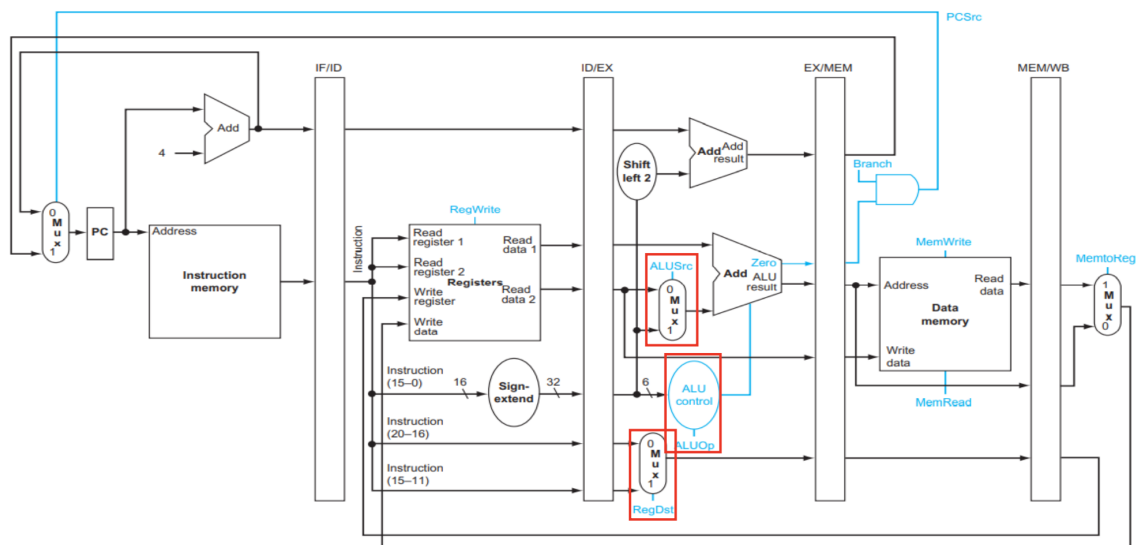 PCSrc
IF/ID
ID/EX
EX/MEM
MEM/WB
Add
4
Add Add
result
Shift
left 2
Branch
0
M
u
x
1
PC
Address
Instruction
memory
Instruction
RegWrite
Read
register 1
Read
data 1
Read
register 2
Registers
Write
register
Read
data 2
Write
data
ALUSrc
0
M
u
x
1
Zero
Add
ALU
result
MemWrite
Address
Read
data
Data
memory
Write
data
MemRead
MemtoReg
1
M
u
x
0
Instruction
(15–0)
16
Sign-
extend
32
6
ALU
control
ALUOp
Instruction
(20–16)
Instruction
(15–11)
0
M
u
x
1
RegDst